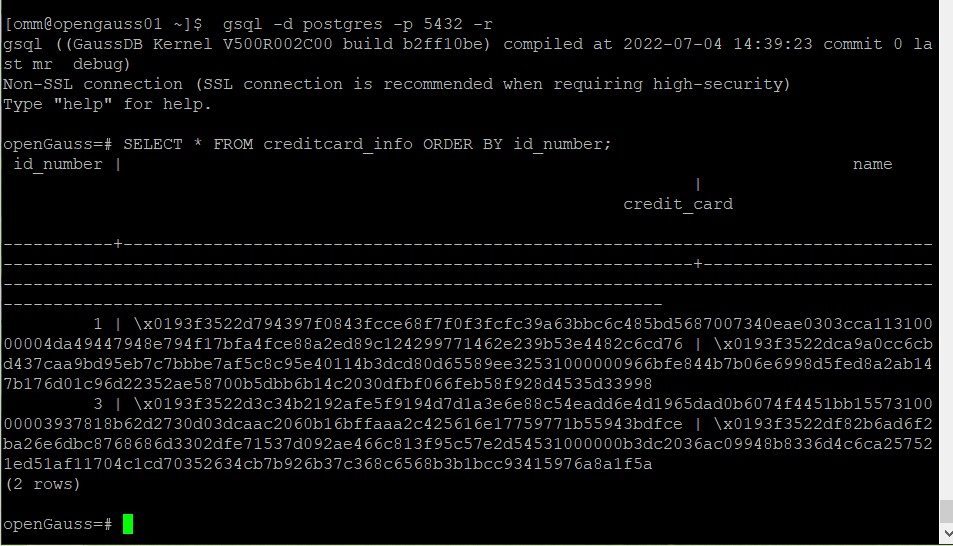 [omm@opengauss01 ~]$  gsql -d postgres -p 5432 -r
gsql ((GaussDB Kernel V500R002C00 build b2ff10be) compiled at 2022-07-04 14:39:23 commit 0 la
st mr  debug)
Non-SSL connection (SSL connection is recommended when requiring high-security)
Type "help" for help.
openGauss=# SELECT * FROM creditcard_info ORDER BY id_number;
 id_number |                                                                         name
                                                                     |
                                                              credit_card
-----------+---------------------------------------------------------------------------------
---------------------------------------------------------------------+-----------------------
---------------------------------------------------------------------------------------------
------------------------------------------------------------------
         1 | \x0193f3522d794397f0843fcce68f7f0f3fcfc39a63bbc6c485bd5687007340eae0303cca113100
00004da49447948e794f17bfa4fce88a2ed89c124299771462e239b53e4482c6cd76 | \x0193f3522dca9a0cc6cb
d437caa9bd95eb7c7bbbe7af5c8c95e40114b3dcd80d65589ee32531000000966bfe844b7b06e6998d5fed8a2ab14
7b176d01c96d22352ae58700b5dbb6b14c2030dfbf066feb58f928d4535d33998
         3 | \x0193f3522d3c34b2192afe5f9194d7d1a3e6e88c54eadd6e4d1965dad0b6074f4451bb15573100
00003937818b62d2730d03dcaac2060b16bffaaa2c425616e17759771b55943bdfce | \x0193f3522df82b6ad6f2
ba26e6dbc8768686d3302dfe71537d092ae466c813f95c57e2d54531000000b3dc2036ac09948b8336d4c6ca25752
1ed51af11704c1cd70352634cb7b926b37c368c6568b3b1bcc93415976a8a1f5a
(2 rows)
openGauss=#